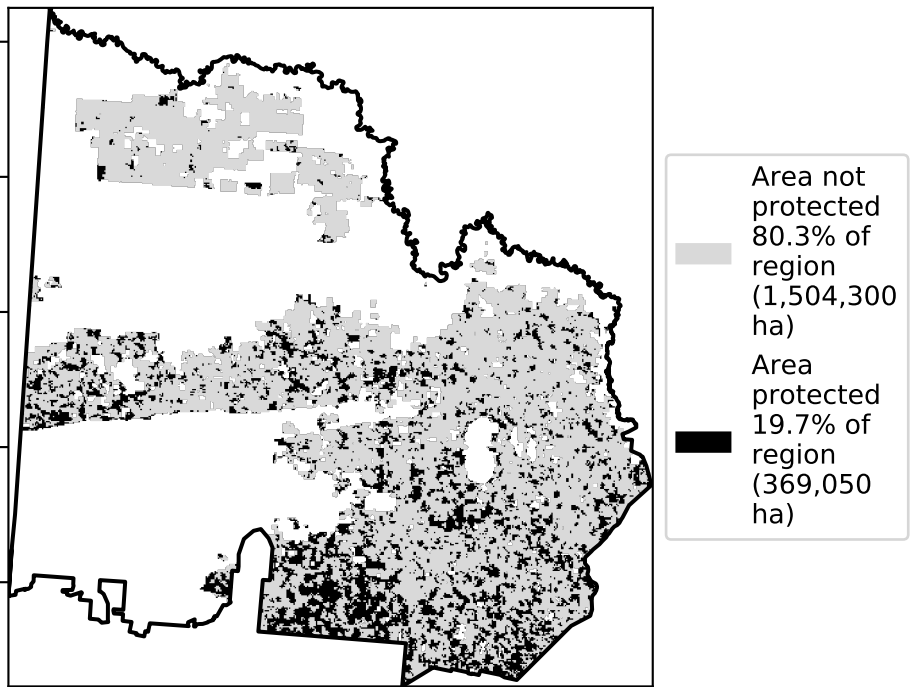 Area not
protected
80.3% of
region
(1,504,300
ha)
Area
protected
19.7% of
region
(369,050
ha)